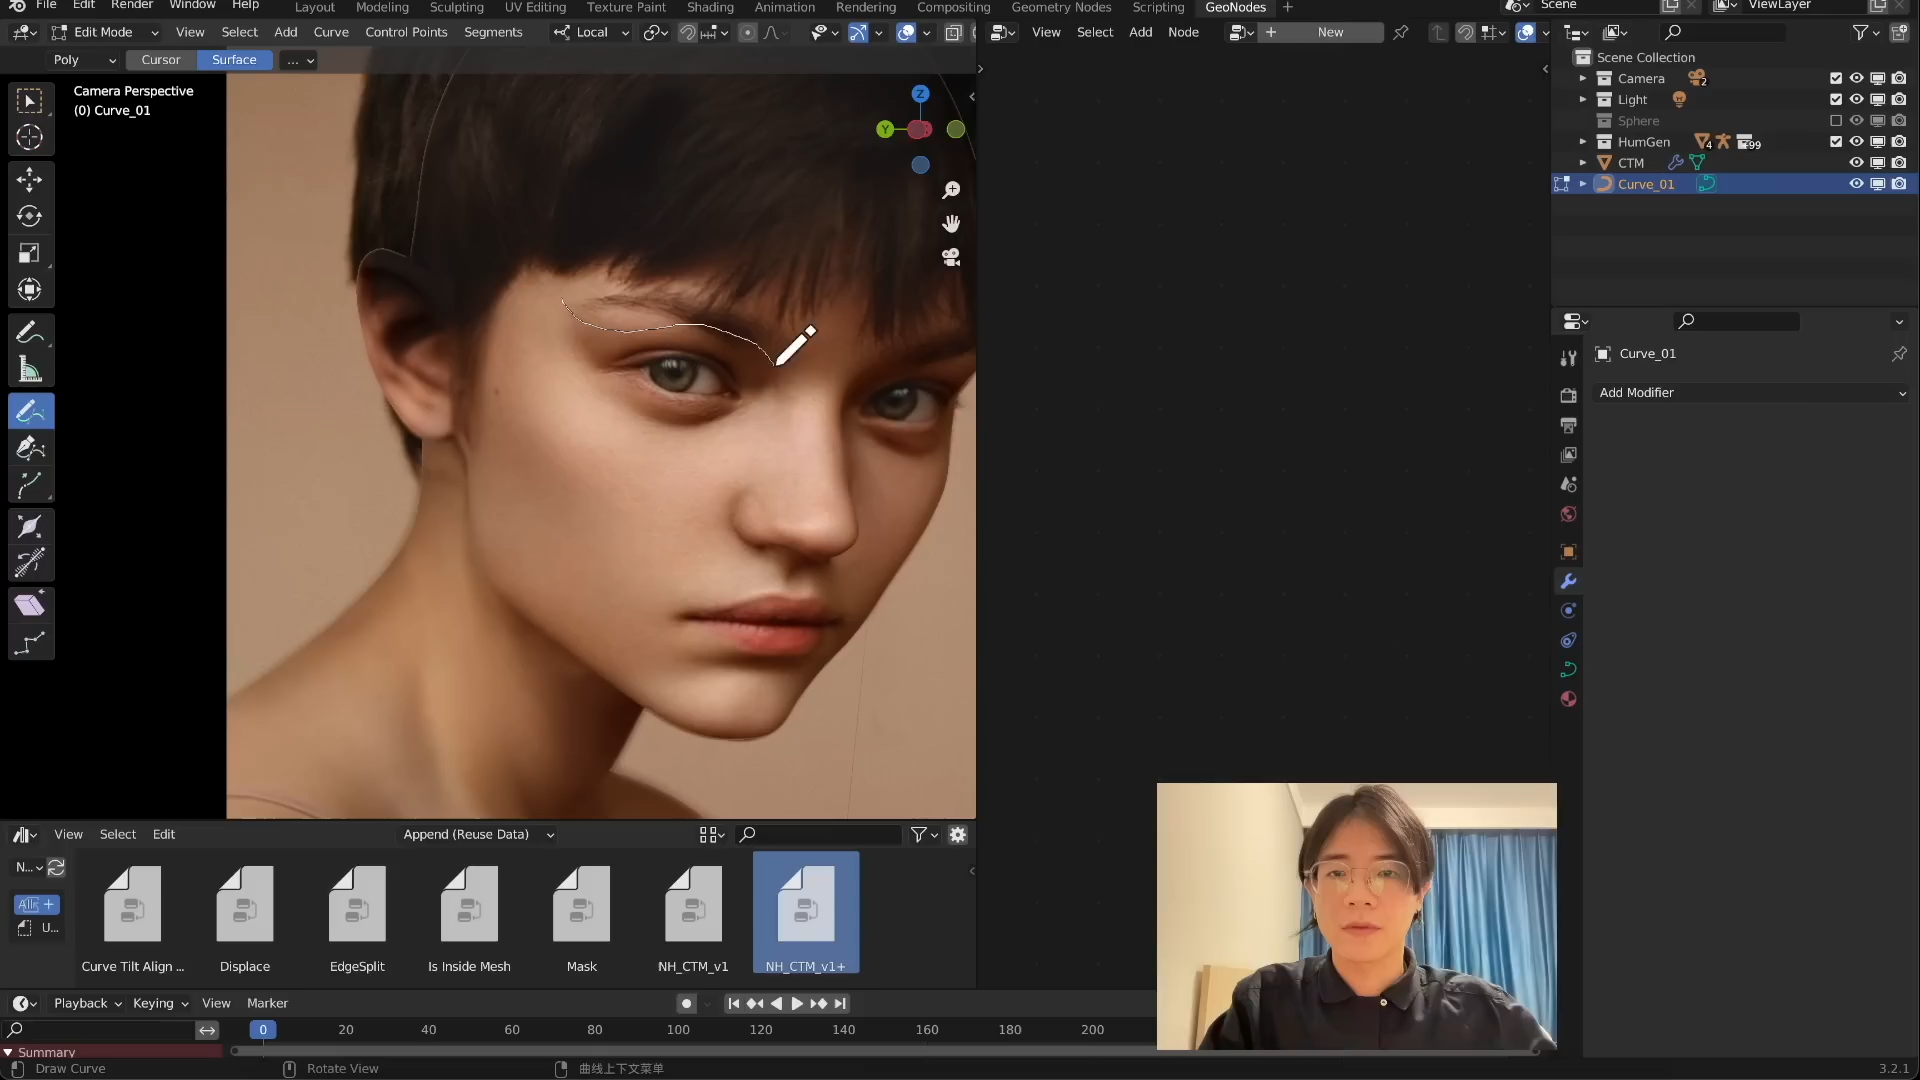 File Edit Render Window Help Layout Modeling Sculpting UV Editing Texture Paint Shading Animation Rendering Compositing Geometry Nodes Scripting GeoNodes + Scene ViewLayer
Edit Mode View Select Add Curve Control Points Segments Local View Select Add Node + New
Poly Cursor Surface ...
Camera Perspective
(0) Curve_01
Z
Y
Scene Collection
Camera 2
Light
Sphere
HumGen 4 +99
CTM
Curve_01
Curve_01
Add Modifier
View Select Edit Append (Reuse Data)
N...
All +
U...
Curve Tilt Align ... Displace EdgeSplit Is Inside Mesh Mask NH_CTM_v1 NH_CTM_v1+
Playback Keying View Marker
0 20 40 60 80 100 120 140 160 180 200
Summary
Draw Curve Rotate View 曲线上下文菜单 3.2.1